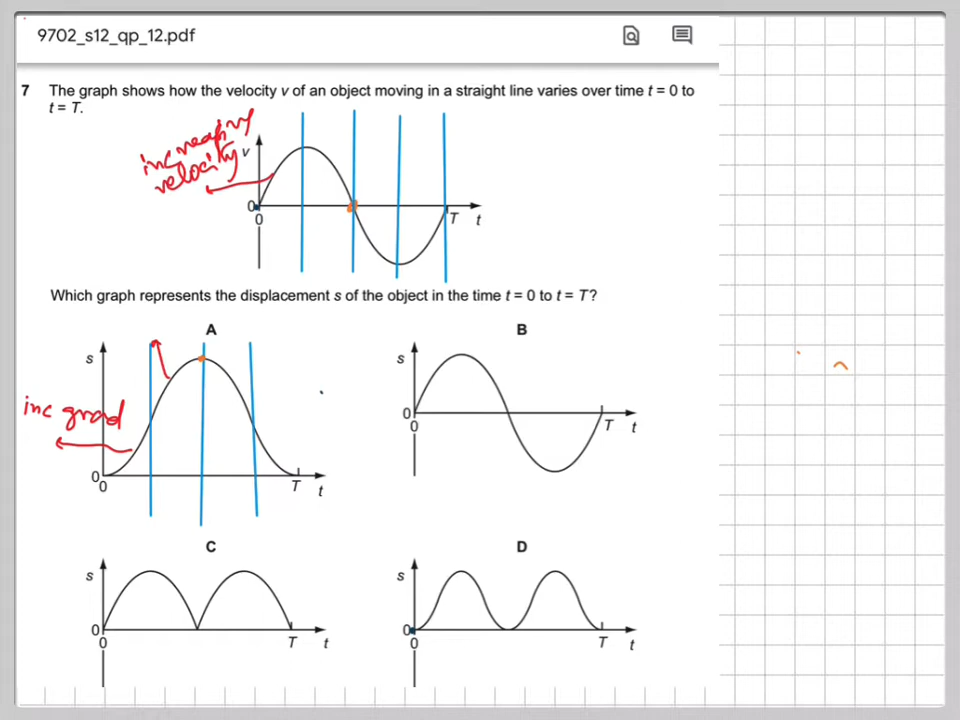 9702_s12_qp_12.pdf
7 The graph shows how the velocity v of an object moving in a straight line varies over time t = 0 to
t = T.
increasing
velocity
v
0
0
T t
Which graph represents the displacement s of the object in the time t = 0 to t = T?
A
B
s
s
inc grad
0
0
T t
0
0
T t
C
D
s
s
0
0
T t
0
0
T t